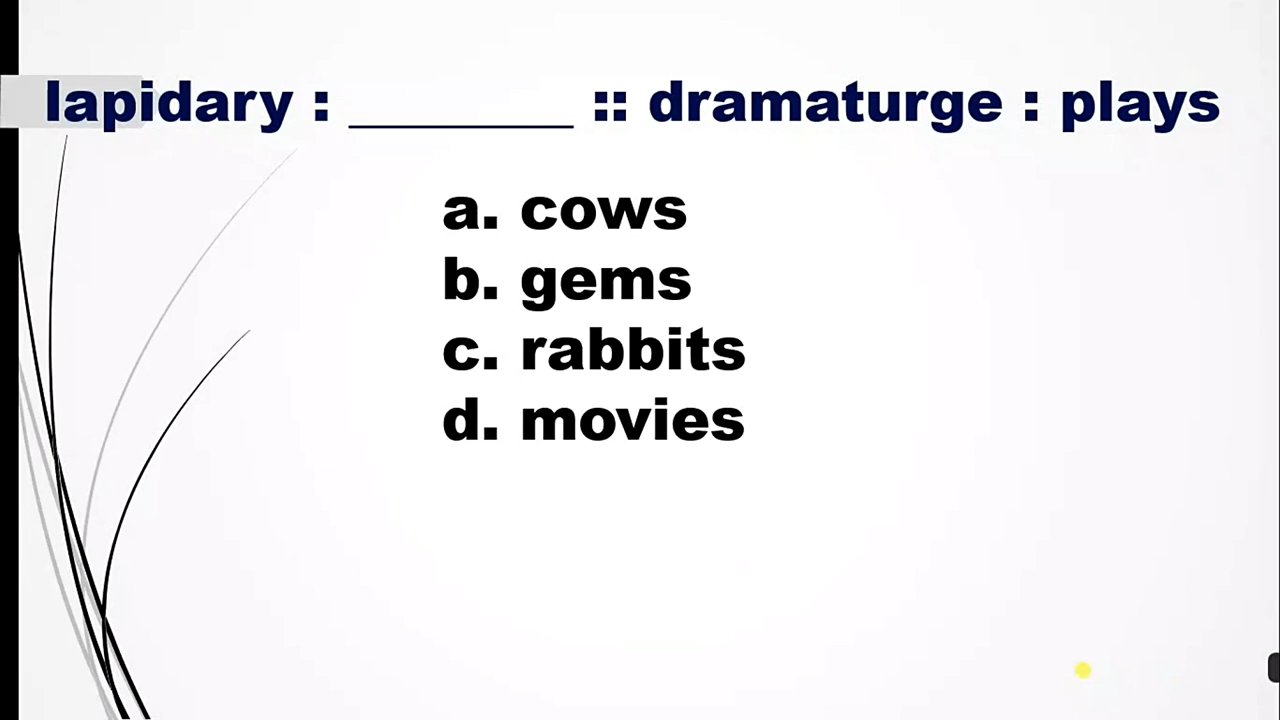 lapidary : ________ :: dramaturge : plays
a. cows
b. gems
c. rabbits
d. movies